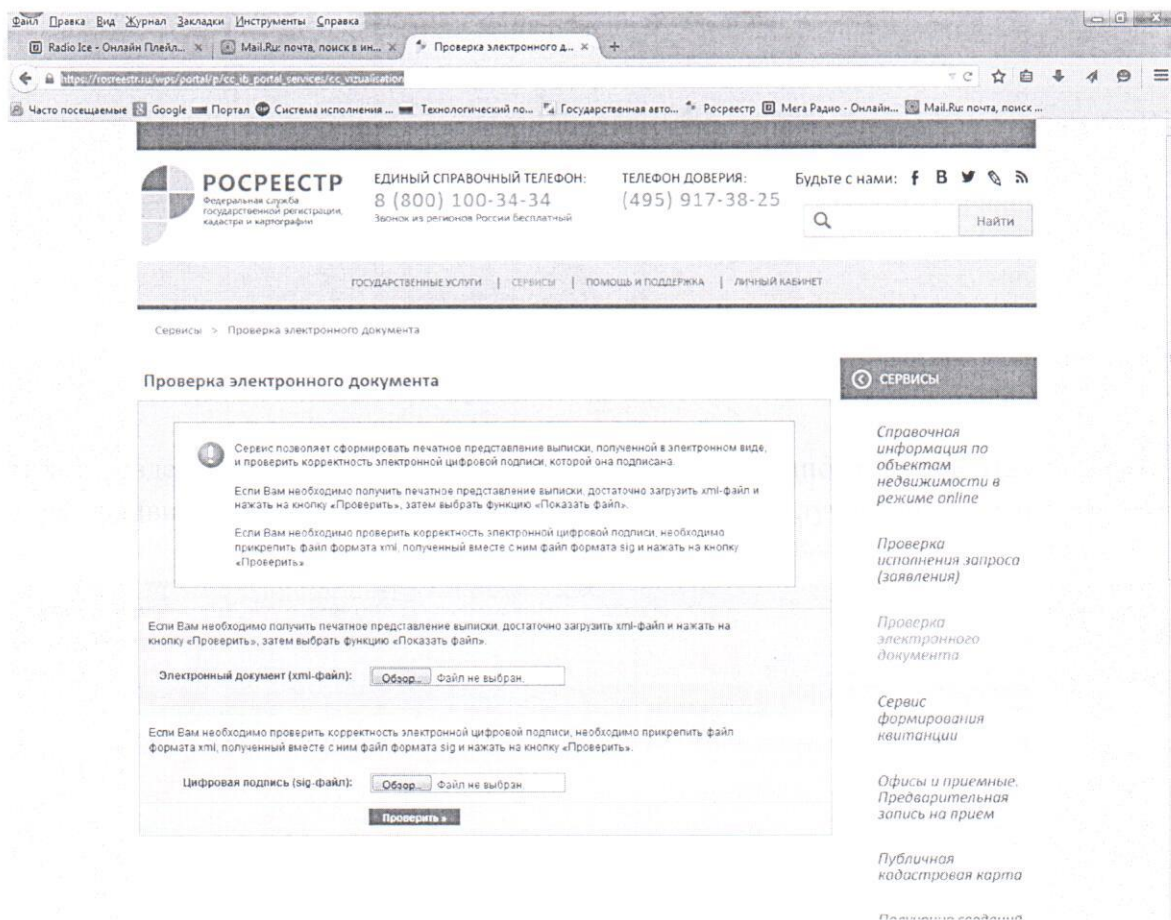 Файл Правка Вид Журнал Закладки Инструменты Справка
Radio Ice - Онлайн Плейл... × Mail.Ru: почта, поиск в ин... × Проверка электронного д... × +
https://rosreestr.ru/wps/portal/p/cc_ib_portal_services/cc_vizualisation
Часто посещаемые Google Портал Система исполнения ... Технологический по... Государственная авто... Росреестр Мега Радио - Онлайн... Mail.Ru: почта, поиск ...
РОСРЕЕСТР
Федеральная служба
государственной регистрации,
кадастра и картографии
ЕДИНЫЙ СПРАВОЧНЫЙ ТЕЛЕФОН:
8 (800) 100-34-34
Звонок из регионов России бесплатный
ТЕЛЕФОН ДОВЕРИЯ:
(495) 917-38-25
Будьте с нами:
Найти
ГОСУДАРСТВЕННЫЕ УСЛУГИ | СЕРВИСЫ | ПОМОЩЬ И ПОДДЕРЖКА | ЛИЧНЫЙ КАБИНЕТ
Сервисы > Проверка электронного документа
Проверка электронного документа
Сервис позволяет сформировать печатное представление выписки, полученной в электронном виде,
и проверить корректность электронной цифровой подписи, которой она подписана.
Если Вам необходимо получить печатное представление выписки, достаточно загрузить xml-файл и
нажать на кнопку «Проверить», затем выбрать функцию «Показать файл».
Если Вам необходимо проверить корректность электронной цифровой подписи, необходимо
прикрепить файл формата xml, полученный вместе с ним файл формата sig и нажать на кнопку
«Проверить».
Если Вам необходимо получить печатное представление выписки, достаточно загрузить xml-файл и нажать на
кнопку «Проверить», затем выбрать функцию «Показать файл».
Электронный документ (xml-файл): Обзор... Файл не выбран.
Если Вам необходимо проверить корректность электронной цифровой подписи, необходимо прикрепить файл
формата xml, полученный вместе с ним файл формата sig и нажать на кнопку «Проверить».
Цифровая подпись (sig-файл): Обзор... Файл не выбран.
Проверить »
СЕРВИСЫ
Справочная
информация по
объектам
недвижимости в
режиме online
Проверка
исполнения запроса
(заявления)
Проверка
электронного
документа
Сервис
формирования
квитанции
Офисы и приемные.
Предварительная
запись на прием
Публичная
кадастровая карта